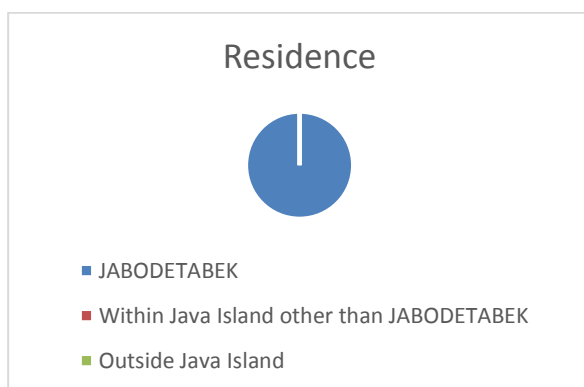 Residence
JABODETABEK
Within Java Island other than JABODETABEK
Outside Java Island